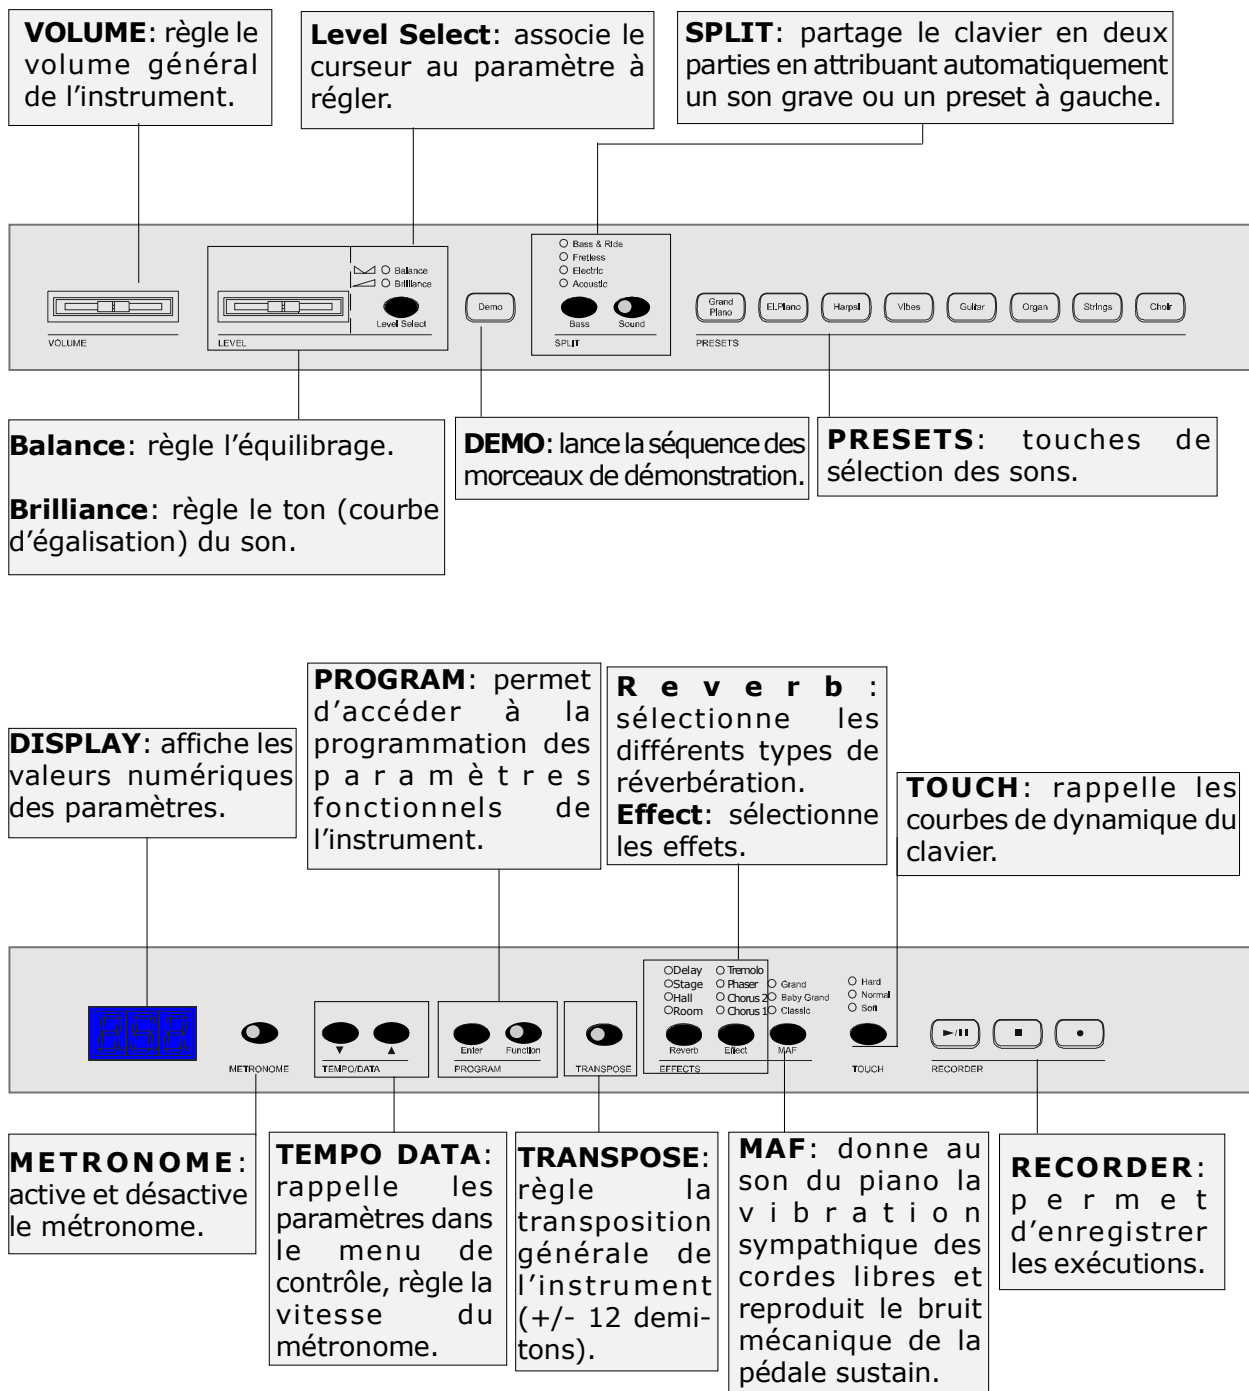 VOLUME: règle le
volume général
de l'instrument.
Level Select: associe le
curseur au paramètre à
régler.
SPLIT: partage le clavier en deux
parties en attribuant automatiquement
un son grave ou un preset à gauche.
Balance
Brilliance
Level Select
VOLUME
LEVEL
Demo
Bass & Ride
Fretless
Electric
Acoustic
Bass
Sound
SPLIT
Grand
Piano
El.Piano
Harpsi
Vibes
Guitar
Organ
Strings
Choir
PRESETS
Balance: règle l'équilibrage.
Brilliance: règle le ton (courbe
d'égalisation) du son.
DEMO: lance la séquence des
morceaux de démonstration.
PRESETS: touches de
sélection des sons.
DISPLAY: affiche les
valeurs numériques
des paramètres.
PROGRAM: permet
d'accéder à la
programmation des
paramètres
fonctionnels de
l'instrument.
Reverb:
sélectionne les
différents types de
réverbération.
Effect: sélectionne
les effets.
TOUCH: rappelle les
courbes de dynamique du
clavier.
METRONOME
TEMPO/DATA
Enter
Function
PROGRAM
TRANSPOSE
Delay
Stage
Hall
Room
Reverb
Tremolo
Phaser
Chorus 2
Chorus 1
Effect
EFFECTS
Grand
Baby Grand
Classic
MAF
Hard
Normal
Soft
TOUCH
RECORDER
METRONOME:
active et désactive
le métronome.
TEMPO DATA:
rappelle les
paramètres dans
le menu de
contrôle, règle la
vitesse du
métronome.
TRANSPOSE:
règle la
transposition
générale de
l'instrument
(+/- 12 demi-
tons).
MAF: donne au
son du piano la
vibration
sympathique des
cordes libres et
reproduit le bruit
mécanique de la
pédale sustain.
RECORDER:
permet
d'enregistrer
les exécutions.